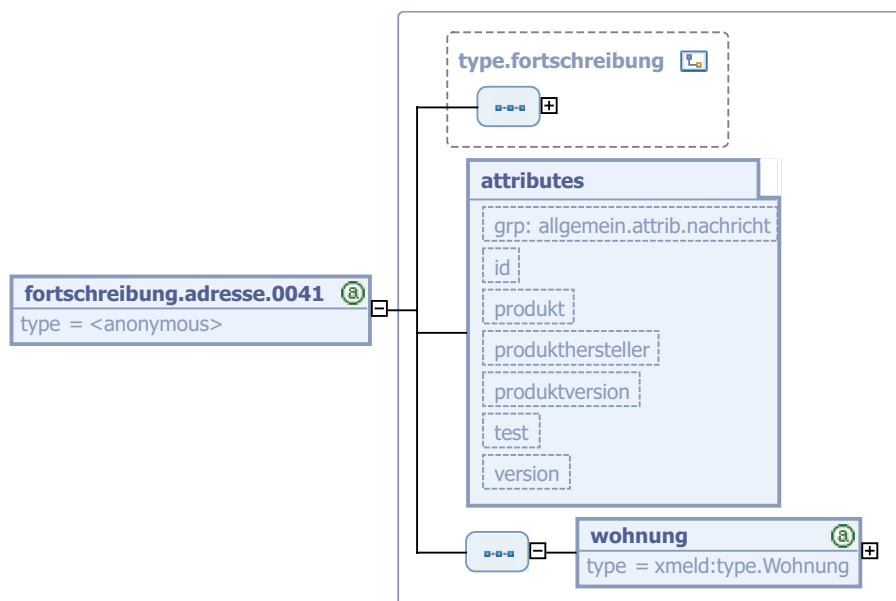 type.fortschreibung
attributes
grp: allgemein.attrib.nachricht
id
fortschreibung.adresse.0041
type = <anonymous>
produkt
produkthersteller
produktversion
test
version
wohnung
type = xmeld:type.Wohnung